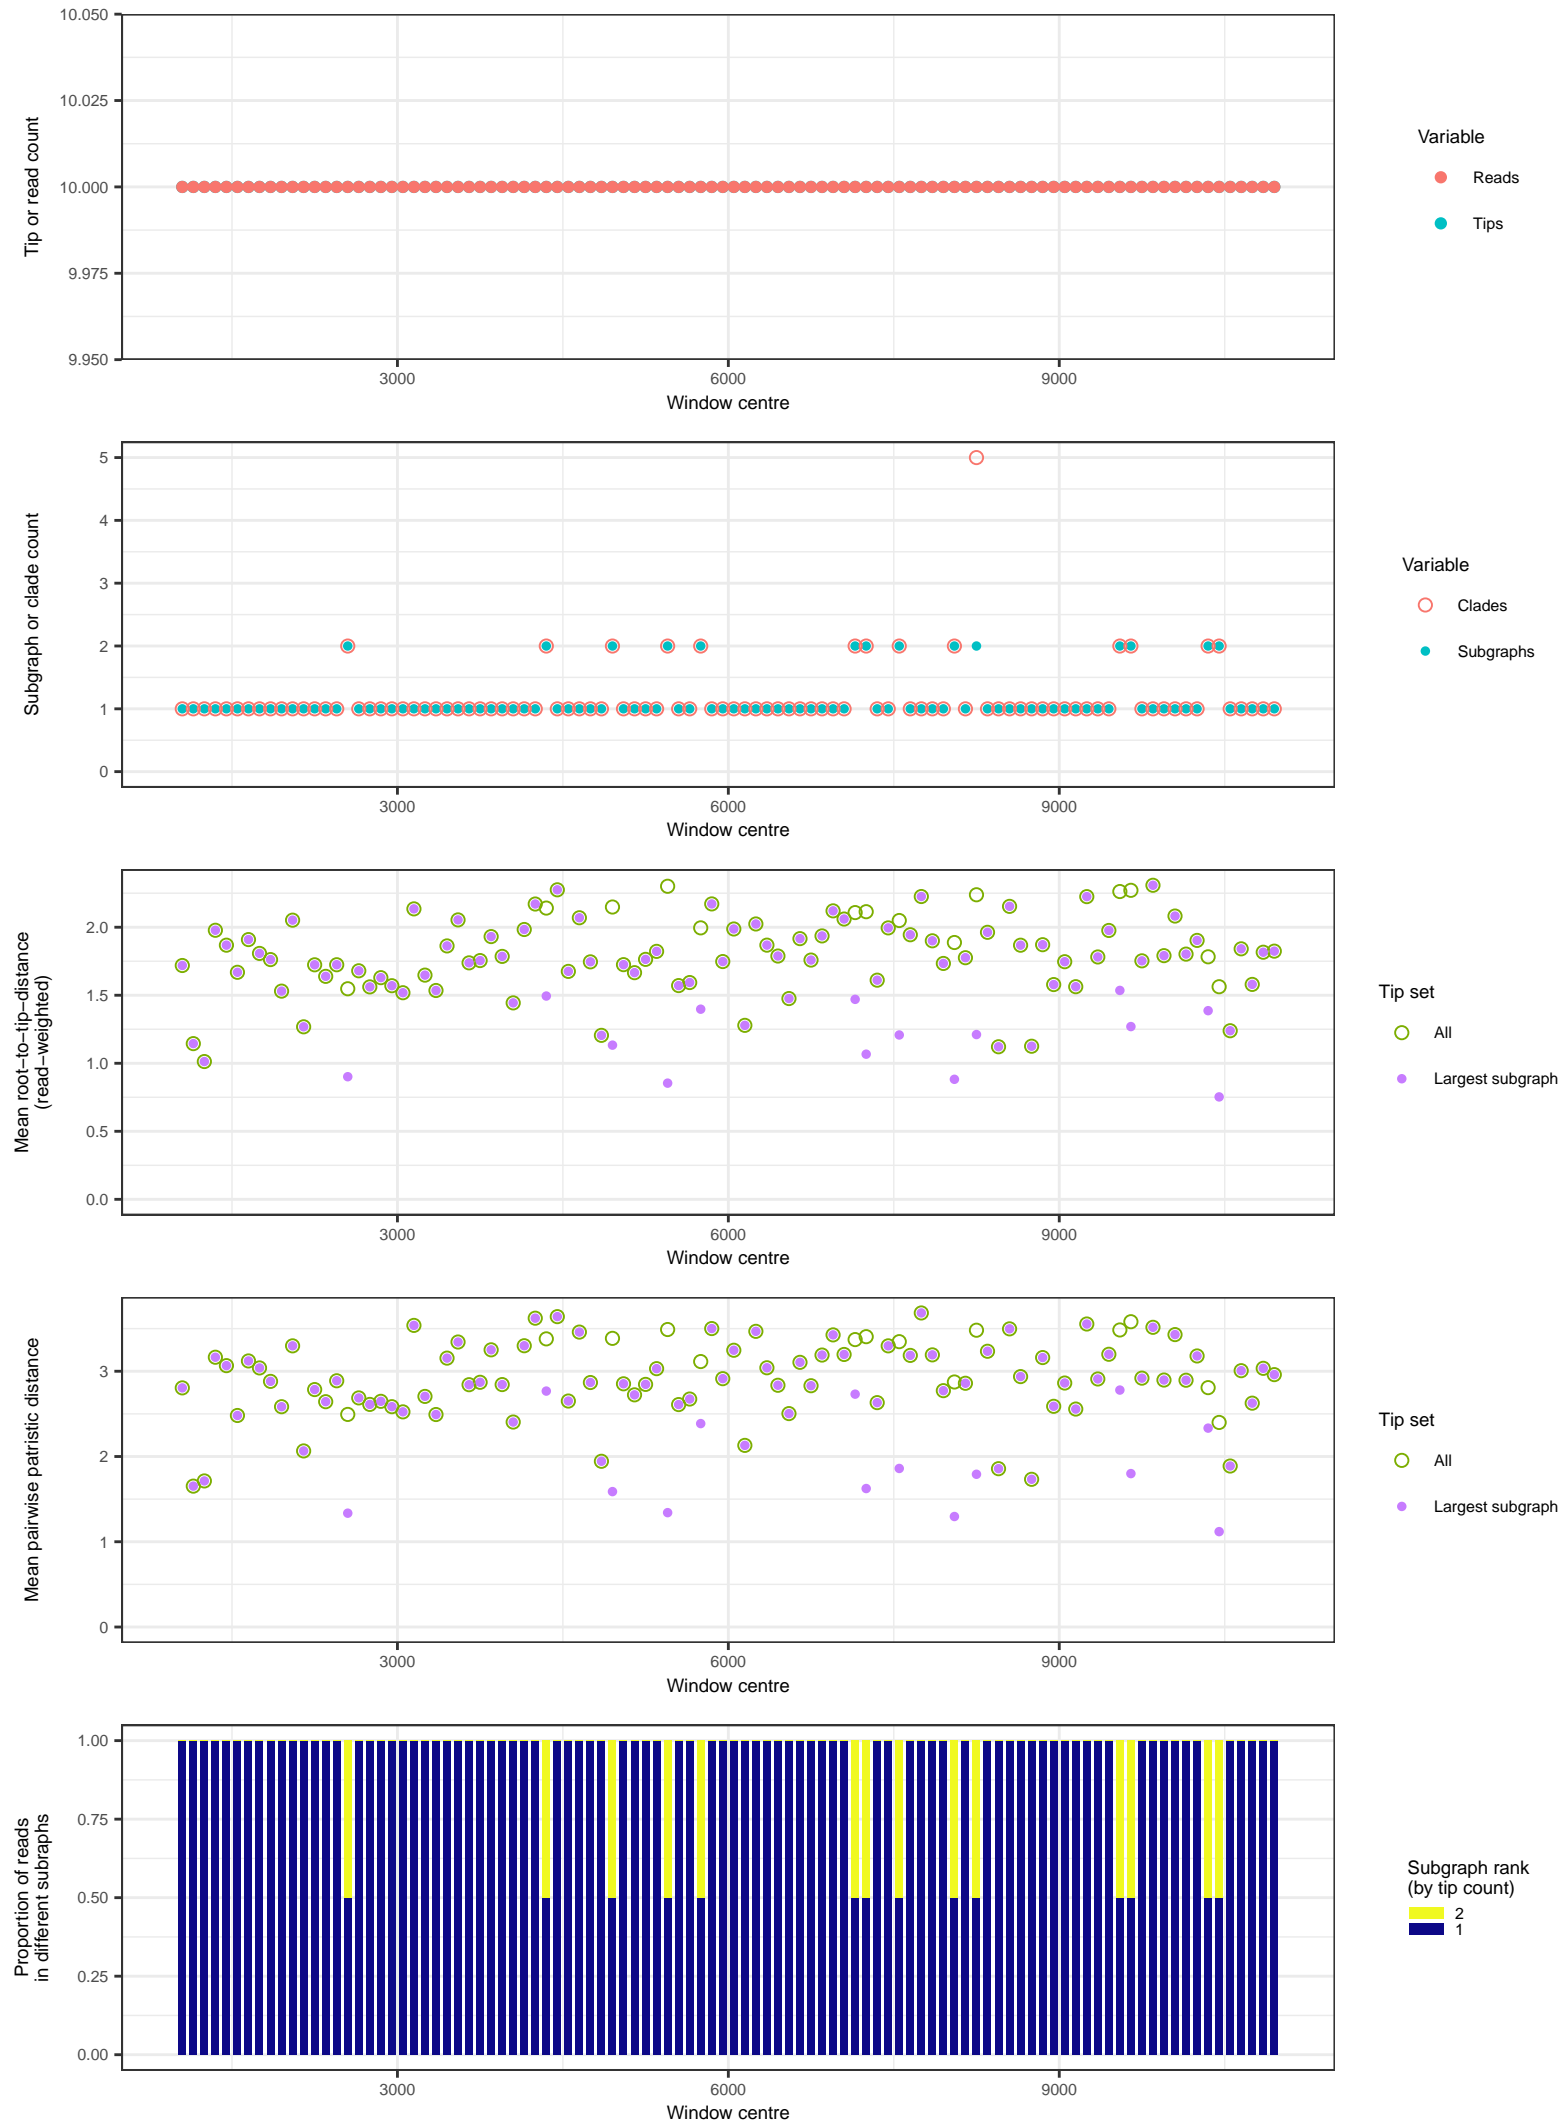 10.050
10.025
10.000
9.975
9.950
Tip or read count
3000
6000
9000
Window centre
Variable
Reads
Tips
5
4
3
2
1
0
Subgraph or clade count
3000
6000
9000
Window centre
Variable
Clades
Subgraphs
2.0
1.5
1.0
0.5
0.0
Mean root−to−tip−distance
(read−weighted)
3000
6000
9000
Window centre
Tip set
All
Largest subgraph
3
2
1
0
Mean pairwise patristic distance
3000
6000
9000
Window centre
Tip set
All
Largest subgraph
1.00
0.75
0.50
0.25
0.00
Proportion of reads
in different subraphs
3000
6000
9000
Window centre
Subgraph rank
(by tip count)
2
1